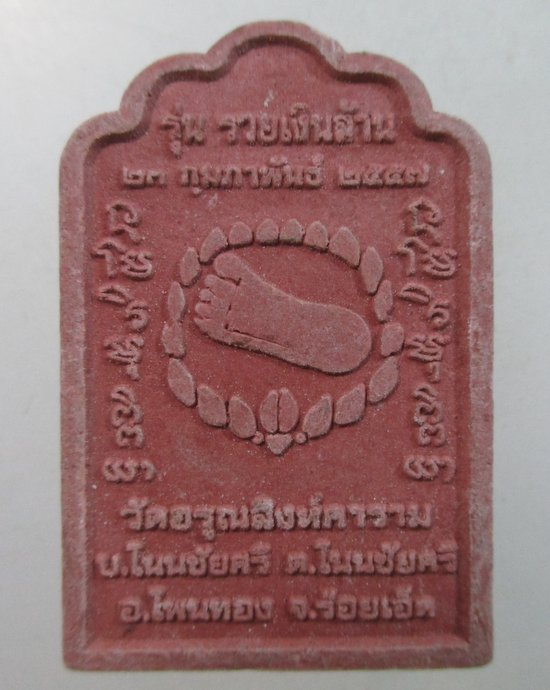 รุ่น รวยเงินล้าน
๒๓ กุมภาพันธ์ ๒๕๕๗
วัดอรุณสิงห์คาราม
บ.โนนชัยศรี ต.โนนชัยศรี
อ.โพนทอง จ.ร้อยเอ็ด